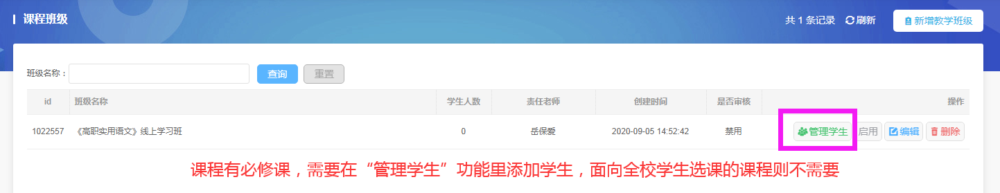 课程班级 共 1 条记录 刷新 新增教学班级
班级名称： 查询 重置
id 班级名称 学生人数 责任老师 创建时间 是否审核 操作
1022557 《高职实用语文》线上学习班 0 岳保爱 2020-09-05 14:52:42 禁用 管理学生 启用 编辑 删除
课程有必修课，需要在“管理学生”功能里添加学生，面向全校学生选课的课程则不需要